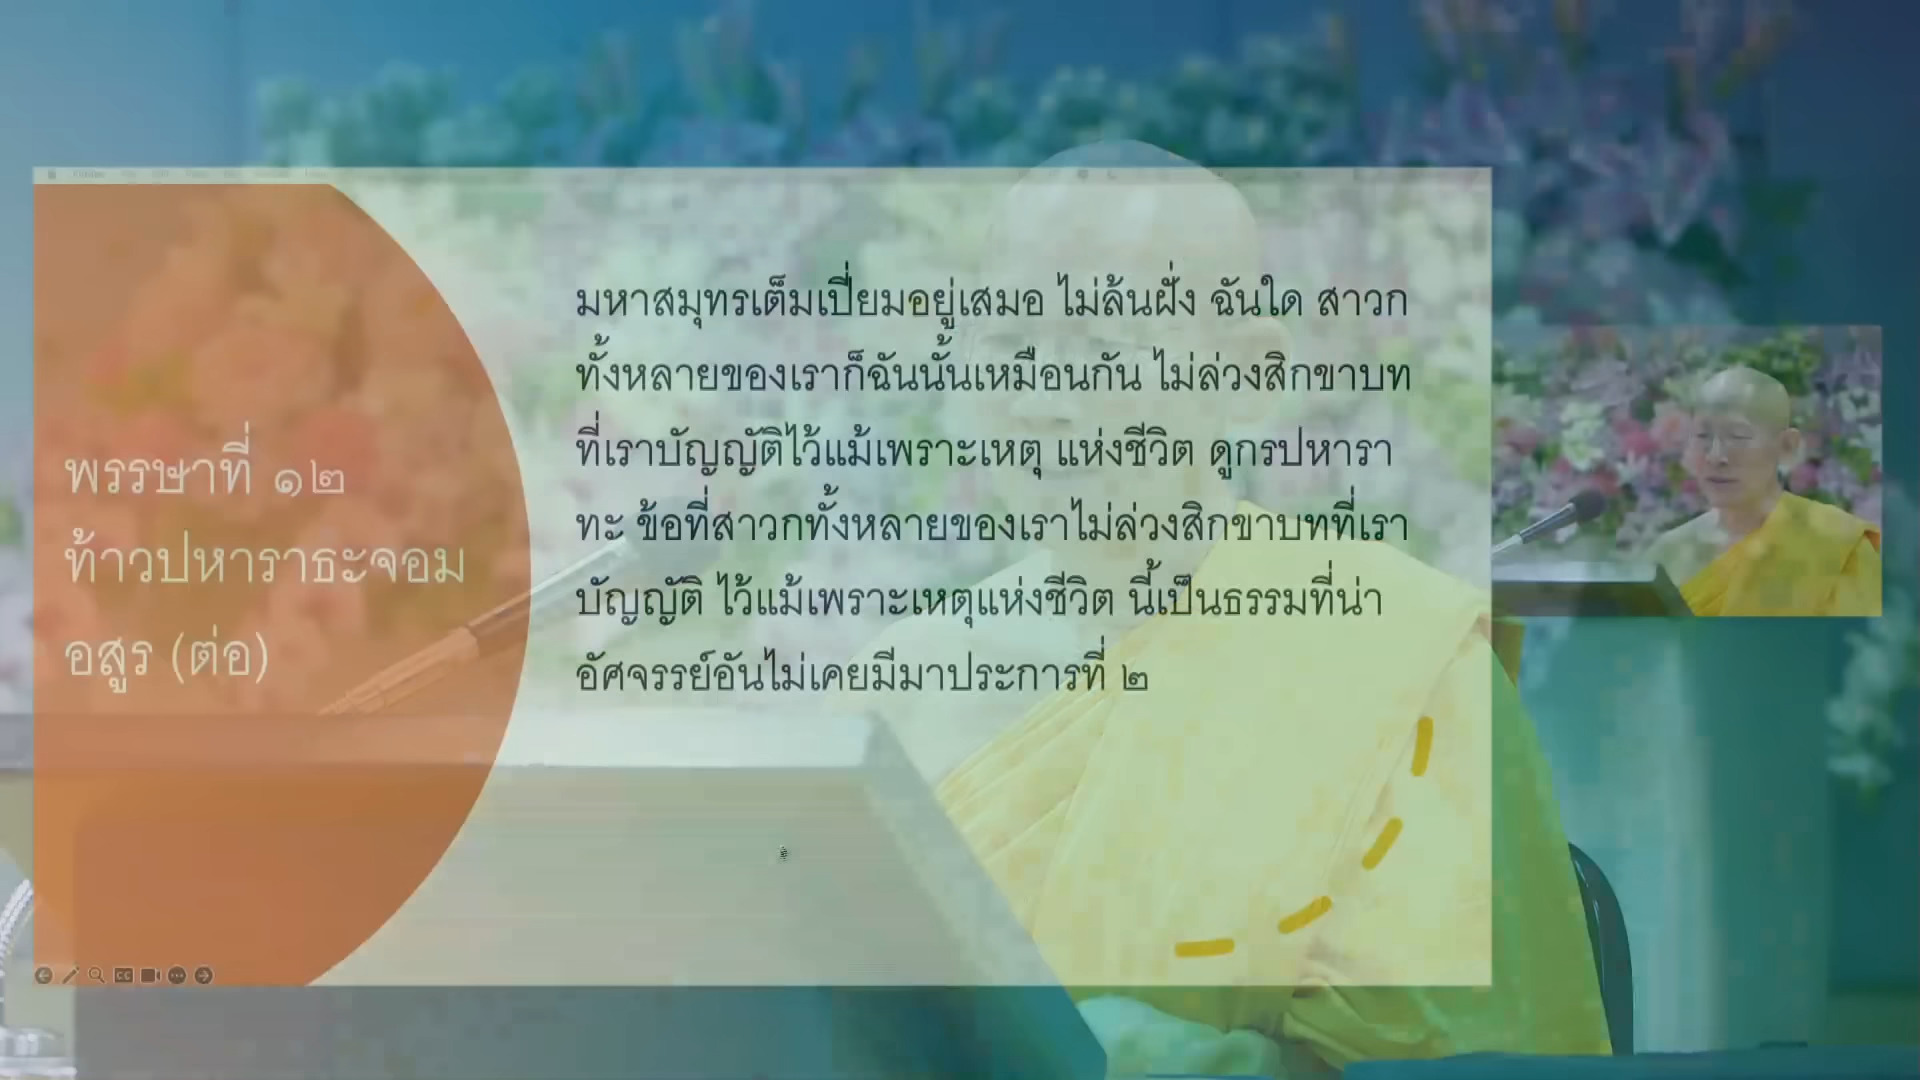 พรรษาที่ ๑๒
ท้าวปหาราธะจอม
อสูร (ต่อ)
มหาสมุทรเต็มเปี่ยมอยู่เสมอ ไม่ล้นฝั่ง ฉันใด สาวก
ทั้งหลายของเราก็ฉันนั้นเหมือนกัน ไม่ล่วงสิกขาบท
ที่เราบัญญัติไว้แม้เพราะเหตุ แห่งชีวิต ดูกรปหารา
ทะ ข้อที่สาวกทั้งหลายของเราไม่ล่วงสิกขาบทที่เรา
บัญญัติ ไว้แม้เพราะเหตุแห่งชีวิต นี้เป็นธรรมที่น่า
อัศจรรย์อันไม่เคยมีมาประการที่ ๒
CC